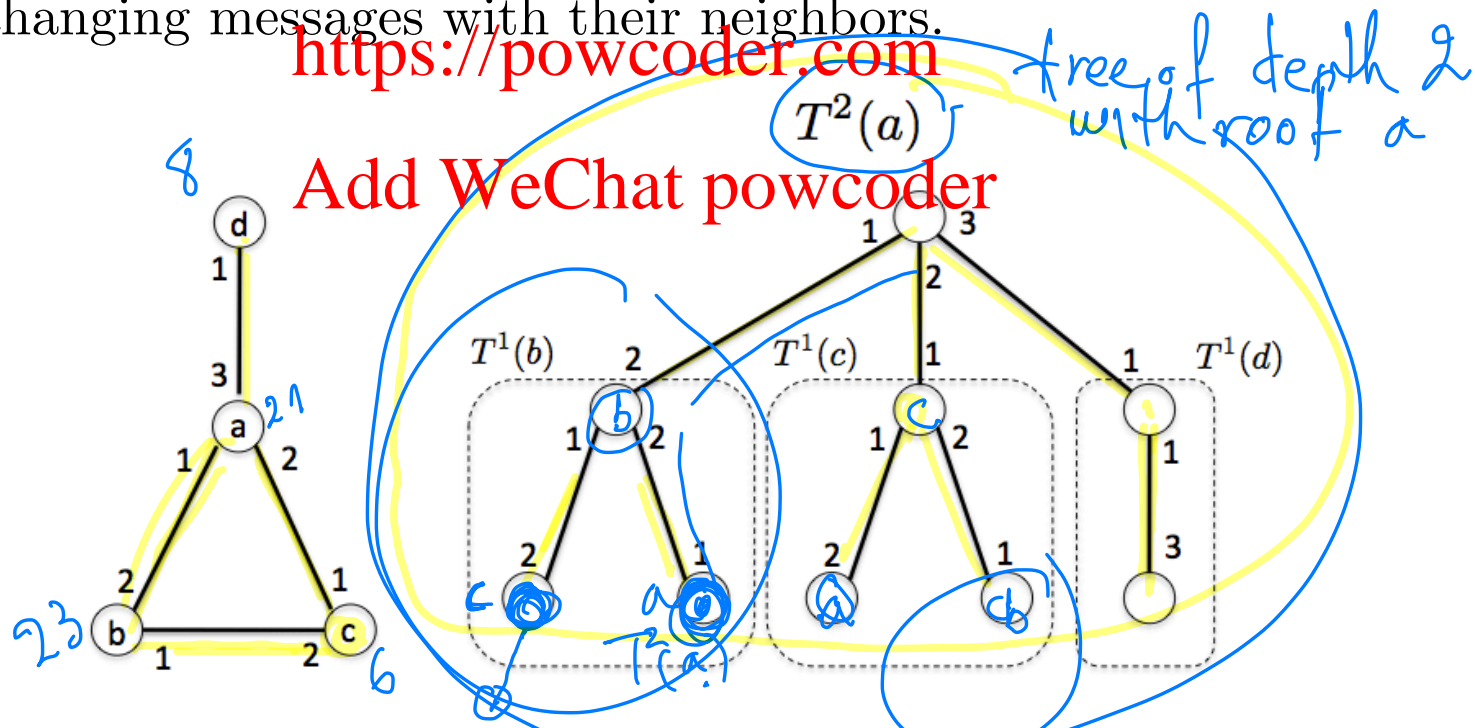 hanging messages with their neighbors.
https://powcoder.com
tree of depth 2
with root a
T²(a)
Add WeChat powcoder
8
d
1
3
a
21
1
2
2
1
b
23
1
2
c
6
1
3
2
T¹(b)
2
T¹(c)
1
1
T¹(d)
b
c
1
2
1
2
1
2
1
2
1
3
c
a
a
b
T²(a)